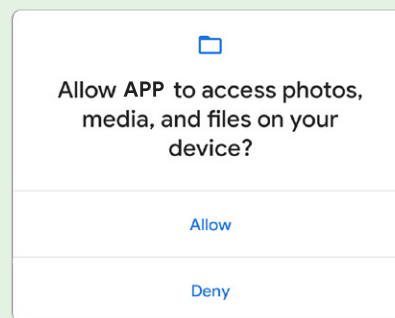 Allow APP to access photos,
media, and files on your
device?
Allow
Deny